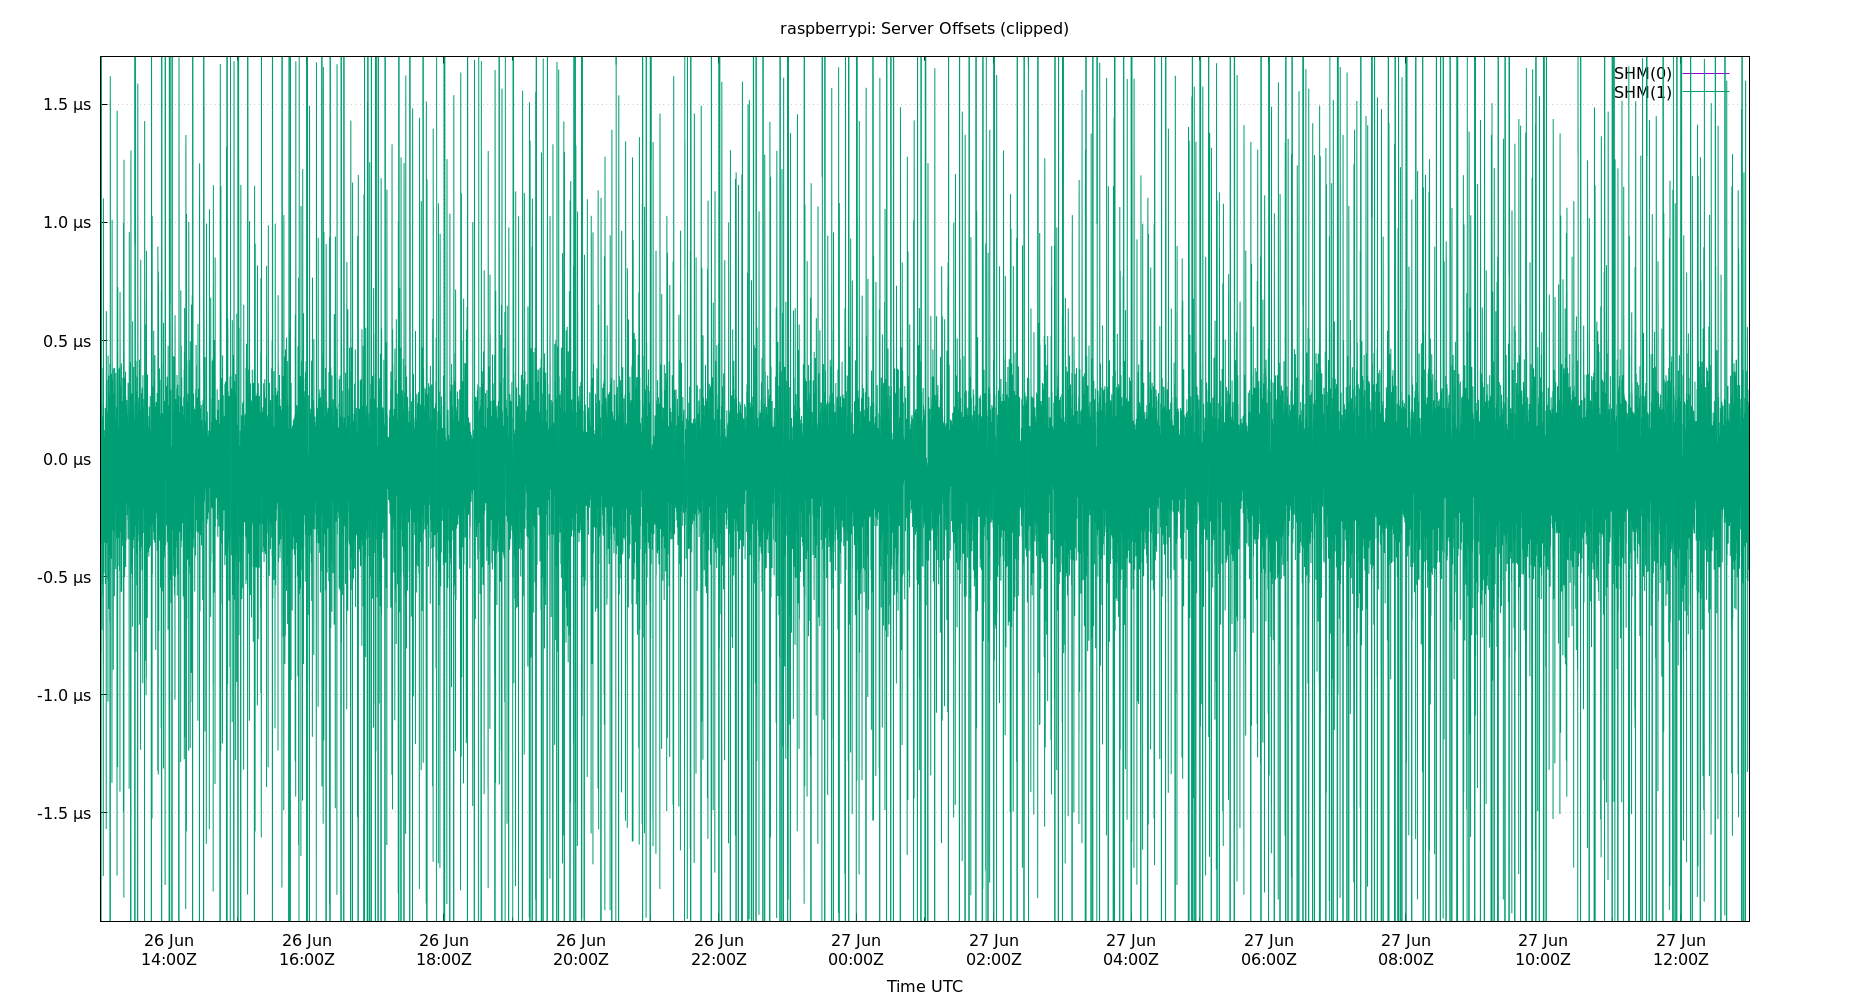 raspberrypi: Server Offsets (clipped)
SHM(0)
SHM(1)
1.5 µs
1.0 µs
0.5 µs
0.0 µs
-0.5 µs
-1.0 µs
-1.5 µs
26 Jun 26 Jun 26 Jun 26 Jun 26 Jun 27 Jun 27 Jun 27 Jun 27 Jun 27 Jun 27 Jun 27 Jun
14:00Z 16:00Z 18:00Z 20:00Z 22:00Z 00:00Z 02:00Z 04:00Z 06:00Z 08:00Z 10:00Z 12:00Z
Time UTC